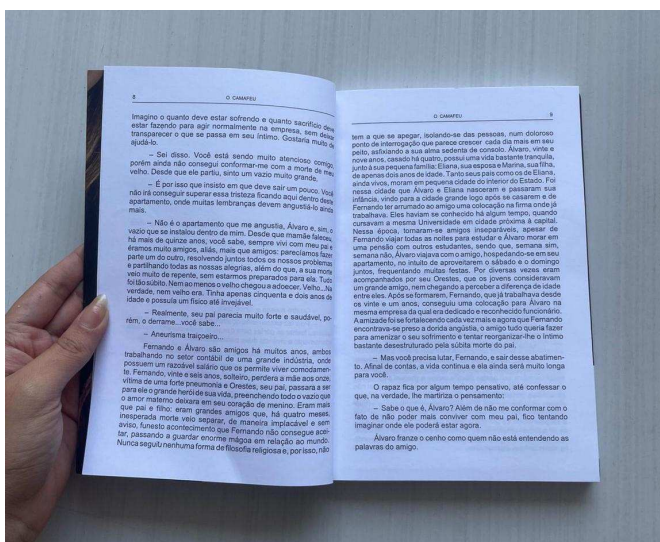 8
O CAMAFEU
Imagino o quanto deve estar sofrendo e quanto sacrifício deve
estar fazendo para agir normalmente na empresa, sem deixar
transparecer o que se passa em seu íntimo. Gostaria muito de
ajudá-lo.
– Sei disso. Você está sendo muito atencioso comigo,
porém ainda não consegui conformar-me com a morte de meu
velho. Desde que ele partiu, sinto um vazio muito grande.
– É por isso que insisto em que deve sair um pouco. Você
não irá conseguir superar essa tristeza ficando aqui dentro deste
apartamento, onde muitas lembranças devem angustiá-lo ainda
mais.
– Não é o apartamento que me angustia, Álvaro e, sim, o
vazio que se instalou dentro de mim. Desde que mamãe faleceu,
há mais de quinze anos, você sabe, sempre vivi com meu pai e
éramos muito amigos, aliás, mais que amigos: parecíamos fazer
parte um do outro, resolvendo juntos todos os nossos problemas
e partilhando todas as nossas alegrias, além do que, a sua morte
veio muito de repente, sem estarmos preparados para ela. Tudo
foi tão súbito. Nem ao menos o velho chegou a adoecer. Velho... Na
verdade, nem velho era. Tinha apenas cinquenta e dois anos de
idade e possuía um físico até invejável.
– Realmente, seu pai parecia muito forte e saudável, po-
rém, o derrame...você sabe...
– Aneurisma traiçoeiro...
Fernando e Álvaro são amigos há muitos anos, ambos
trabalhando no setor contábil de uma grande indústria, onde
possuem um razoável salário que os permite viver comodamen-
te. Fernando, vinte e seis anos, solteiro, perdera a mãe aos onze,
vítima de uma forte pneumonia e Orestes, seu pai, passara a ser
para ele o grande herói de sua vida, preenchendo todo o vazio que
o amor materno deixara em seu coração de menino. Eram mais
que pai e filho: eram grandes amigos que, há quatro meses,
inesperada morte veio separar, de maneira implacável e sem
aviso, funesto acontecimento que Fernando não consegue acei-
tar, passando a guardar enorme mágoa em relação ao mundo.
Nunca seguiu nenhuma forma de filosofia religiosa e, por isso, não
O CAMAFEU
9
tem a que se apegar, isolando-se das pessoas, num doloroso
ponto de interrogação que parece crescer cada dia mais em seu
peito, asfixiando a sua alma sedenta de consolo. Álvaro, vinte e
nove anos, casado há quatro, possui uma vida bastante tranquila,
junto à sua pequena família: Eliana, sua esposa e Marina, sua filha,
de apenas dois anos de idade. Tanto seus pais como os de Eliana,
ainda vivos, moram em pequena cidade do interior do Estado. Foi
nessa cidade que Álvaro e Eliana nasceram e passaram sua
infância, vindo para a cidade grande logo após se casarem e de
Fernando ter arrumado ao amigo uma colocação na firma onde já
trabalhava. Eles haviam se conhecido há algum tempo, quando
cursavam a mesma Universidade em cidade próxima à capital.
Nessa época, tornaram-se amigos inseparáveis, apesar de
Fernando viajar todas as noites para estudar e Álvaro morar em
uma pensão com outros estudantes, sendo que, semana sim,
semana não, Álvaro viajava com o amigo, hospedando-se em seu
apartamento, no intuito de aproveitarem o sábado e o domingo
juntos, frequentando muitas festas. Por diversas vezes eram
acompanhados por seu Orestes, que os jovens consideravam
um grande amigo, nem chegando a perceber a diferença de idade
entre eles. Após se formarem, Fernando, que já trabalhava desde
os vinte e um anos, conseguiu uma colocação para Álvaro na
mesma empresa da qual era dedicado e reconhecido funcionário.
A amizade foi se fortalecendo cada vez mais e agora que Fernando
encontrava-se preso a dorida angústia, o amigo tudo queria fazer
para amenizar o seu sofrimento e tentar reorganizar-lhe o íntimo
bastante desestruturado pela súbita morte do pai.
– Mas você precisa lutar, Fernando, e sair desse abatimen-
to. Afinal de contas, a vida continua e ela ainda será muito longa
para você.
O rapaz fica por algum tempo pensativo, até confessar o
que, na verdade, lhe martiriza o pensamento:
– Sabe o que é, Álvaro? Além de não me conformar com o
fato de não poder mais conviver com meu pai, fico tentando
imaginar onde ele poderá estar agora.
Álvaro franze o cenho como quem não está entendendo as
palavras do amigo.